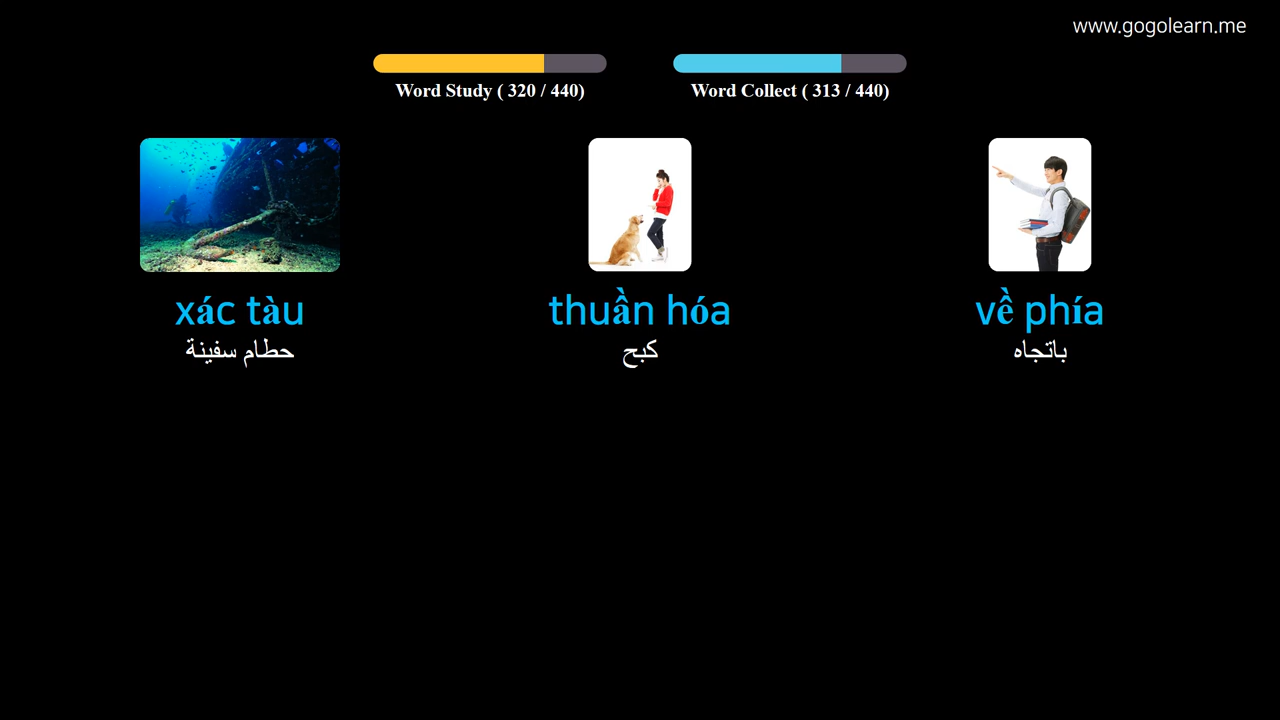 www.gogolearn.me
Word Study ( 320 / 440)
Word Collect ( 313 / 440)
xác tàu
حطام سفينة
thuần hóa
كبح
về phía
باتجاه